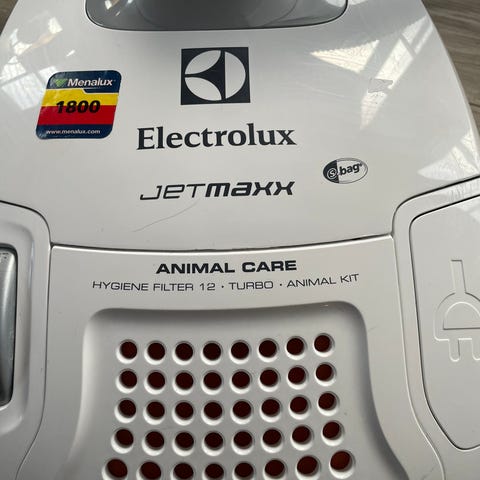 Menalux
1800
www.menalux.com
Electrolux
JETMAXX
s-bag
ANIMAL CARE
HYGIENE FILTER 12 · TURBO · ANIMAL KIT